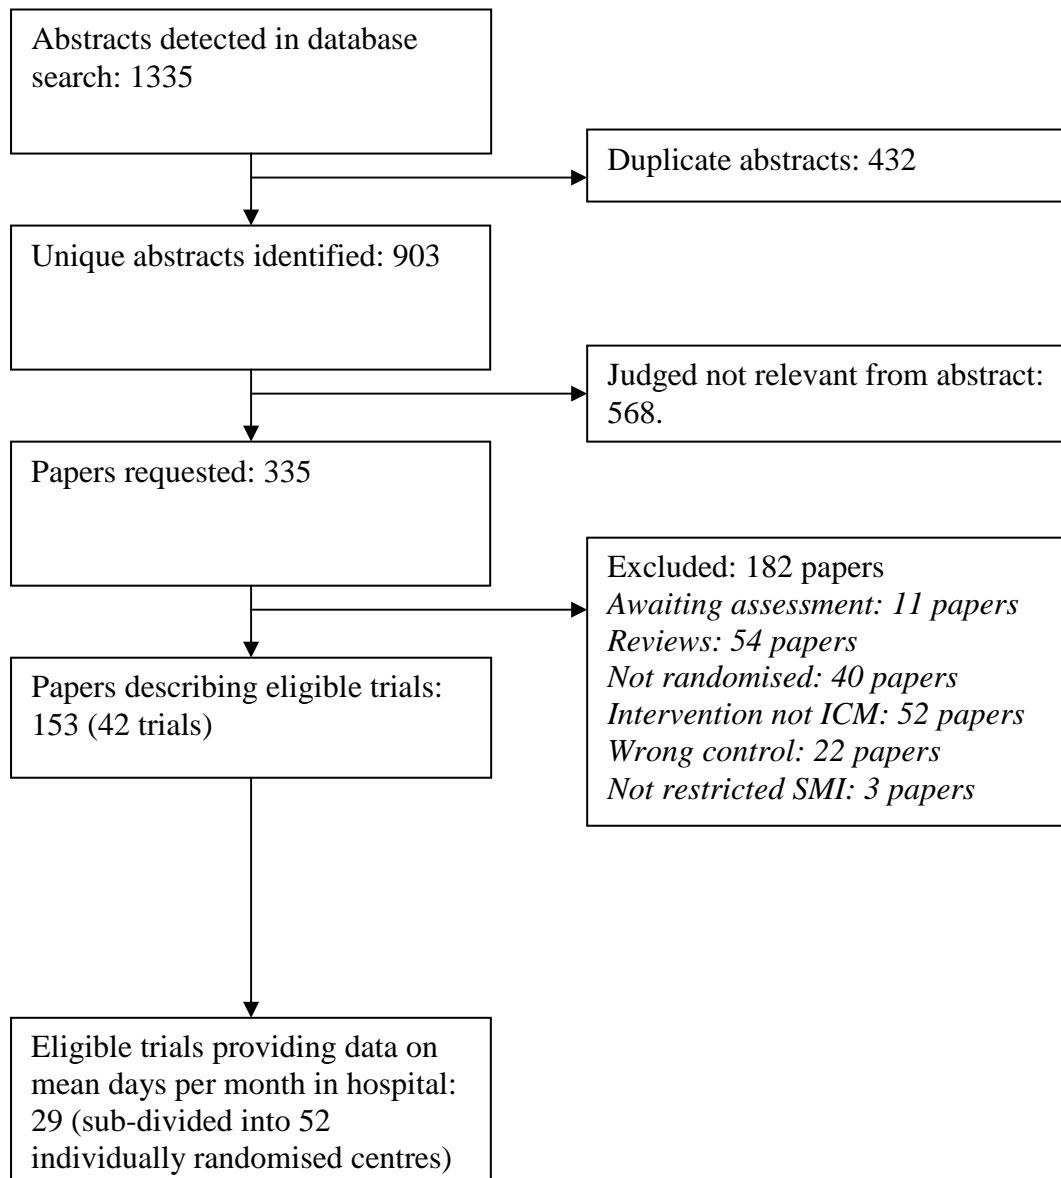 Abstracts detected in database
search: 1335
Duplicate abstracts: 432
Unique abstracts identified: 903
Judged not relevant from abstract:
568.
Papers requested: 335
Excluded: 182 papers
Awaiting assessment: 11 papers
Reviews: 54 papers
Not randomised: 40 papers
Intervention not ICM: 52 papers
Wrong control: 22 papers
Not restricted SMI: 3 papers
Papers describing eligible trials:
153 (42 trials)
Eligible trials providing data on
mean days per month in hospital:
29 (sub-divided into 52
individually randomised centres)